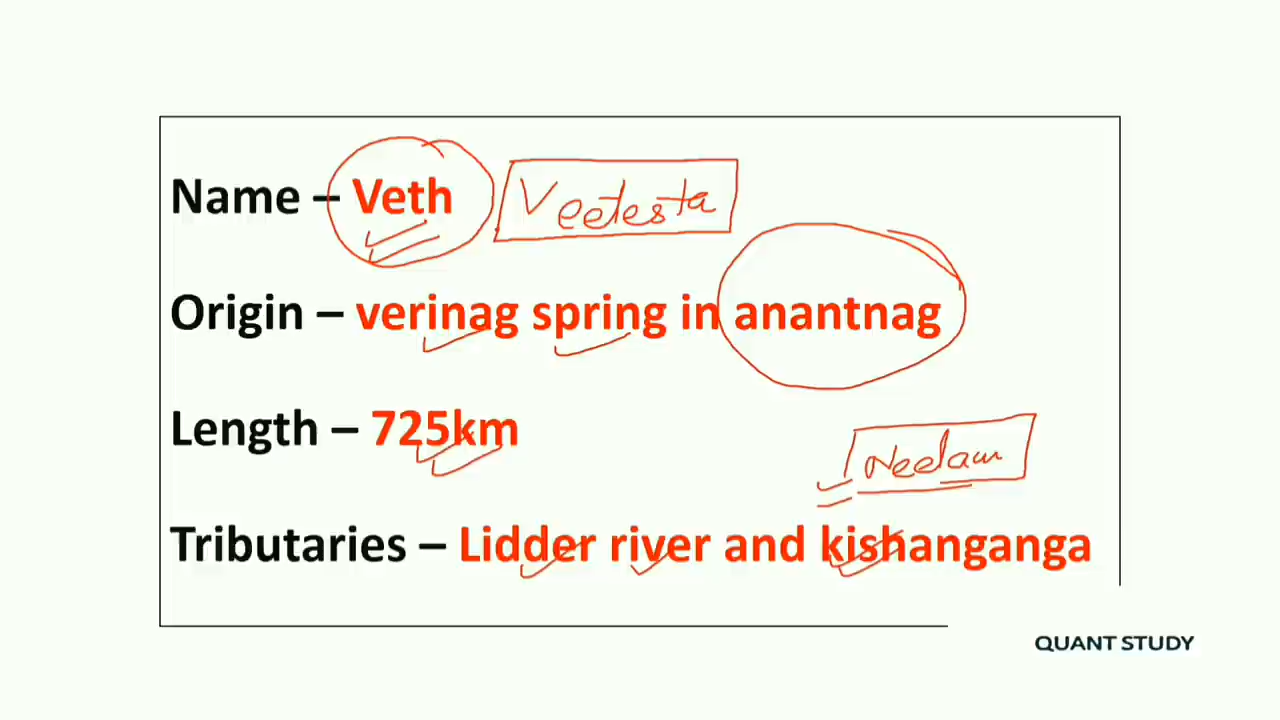 Name – Veth Veetesta
Origin – verinag spring in anantnag
Length – 725km
Neelam
Tributaries – Lidder river and kishanganga
QUANT STUDY